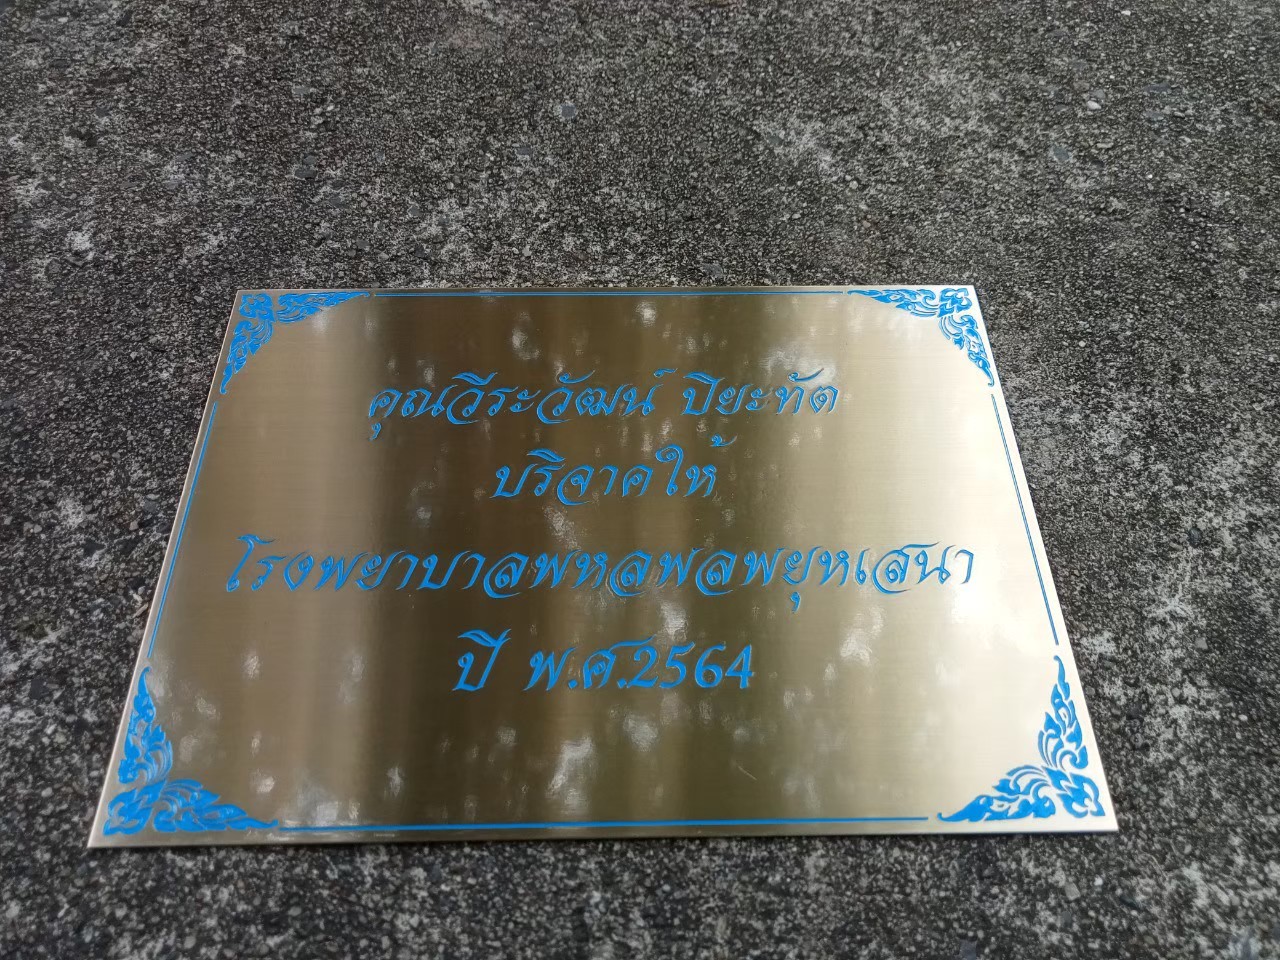 คุณวีระวัฒน์ ปิยะทัต
บริจาคให้
โรงพยาบาลพหลพลพยุหเสนา
ปี พ.ศ.2564